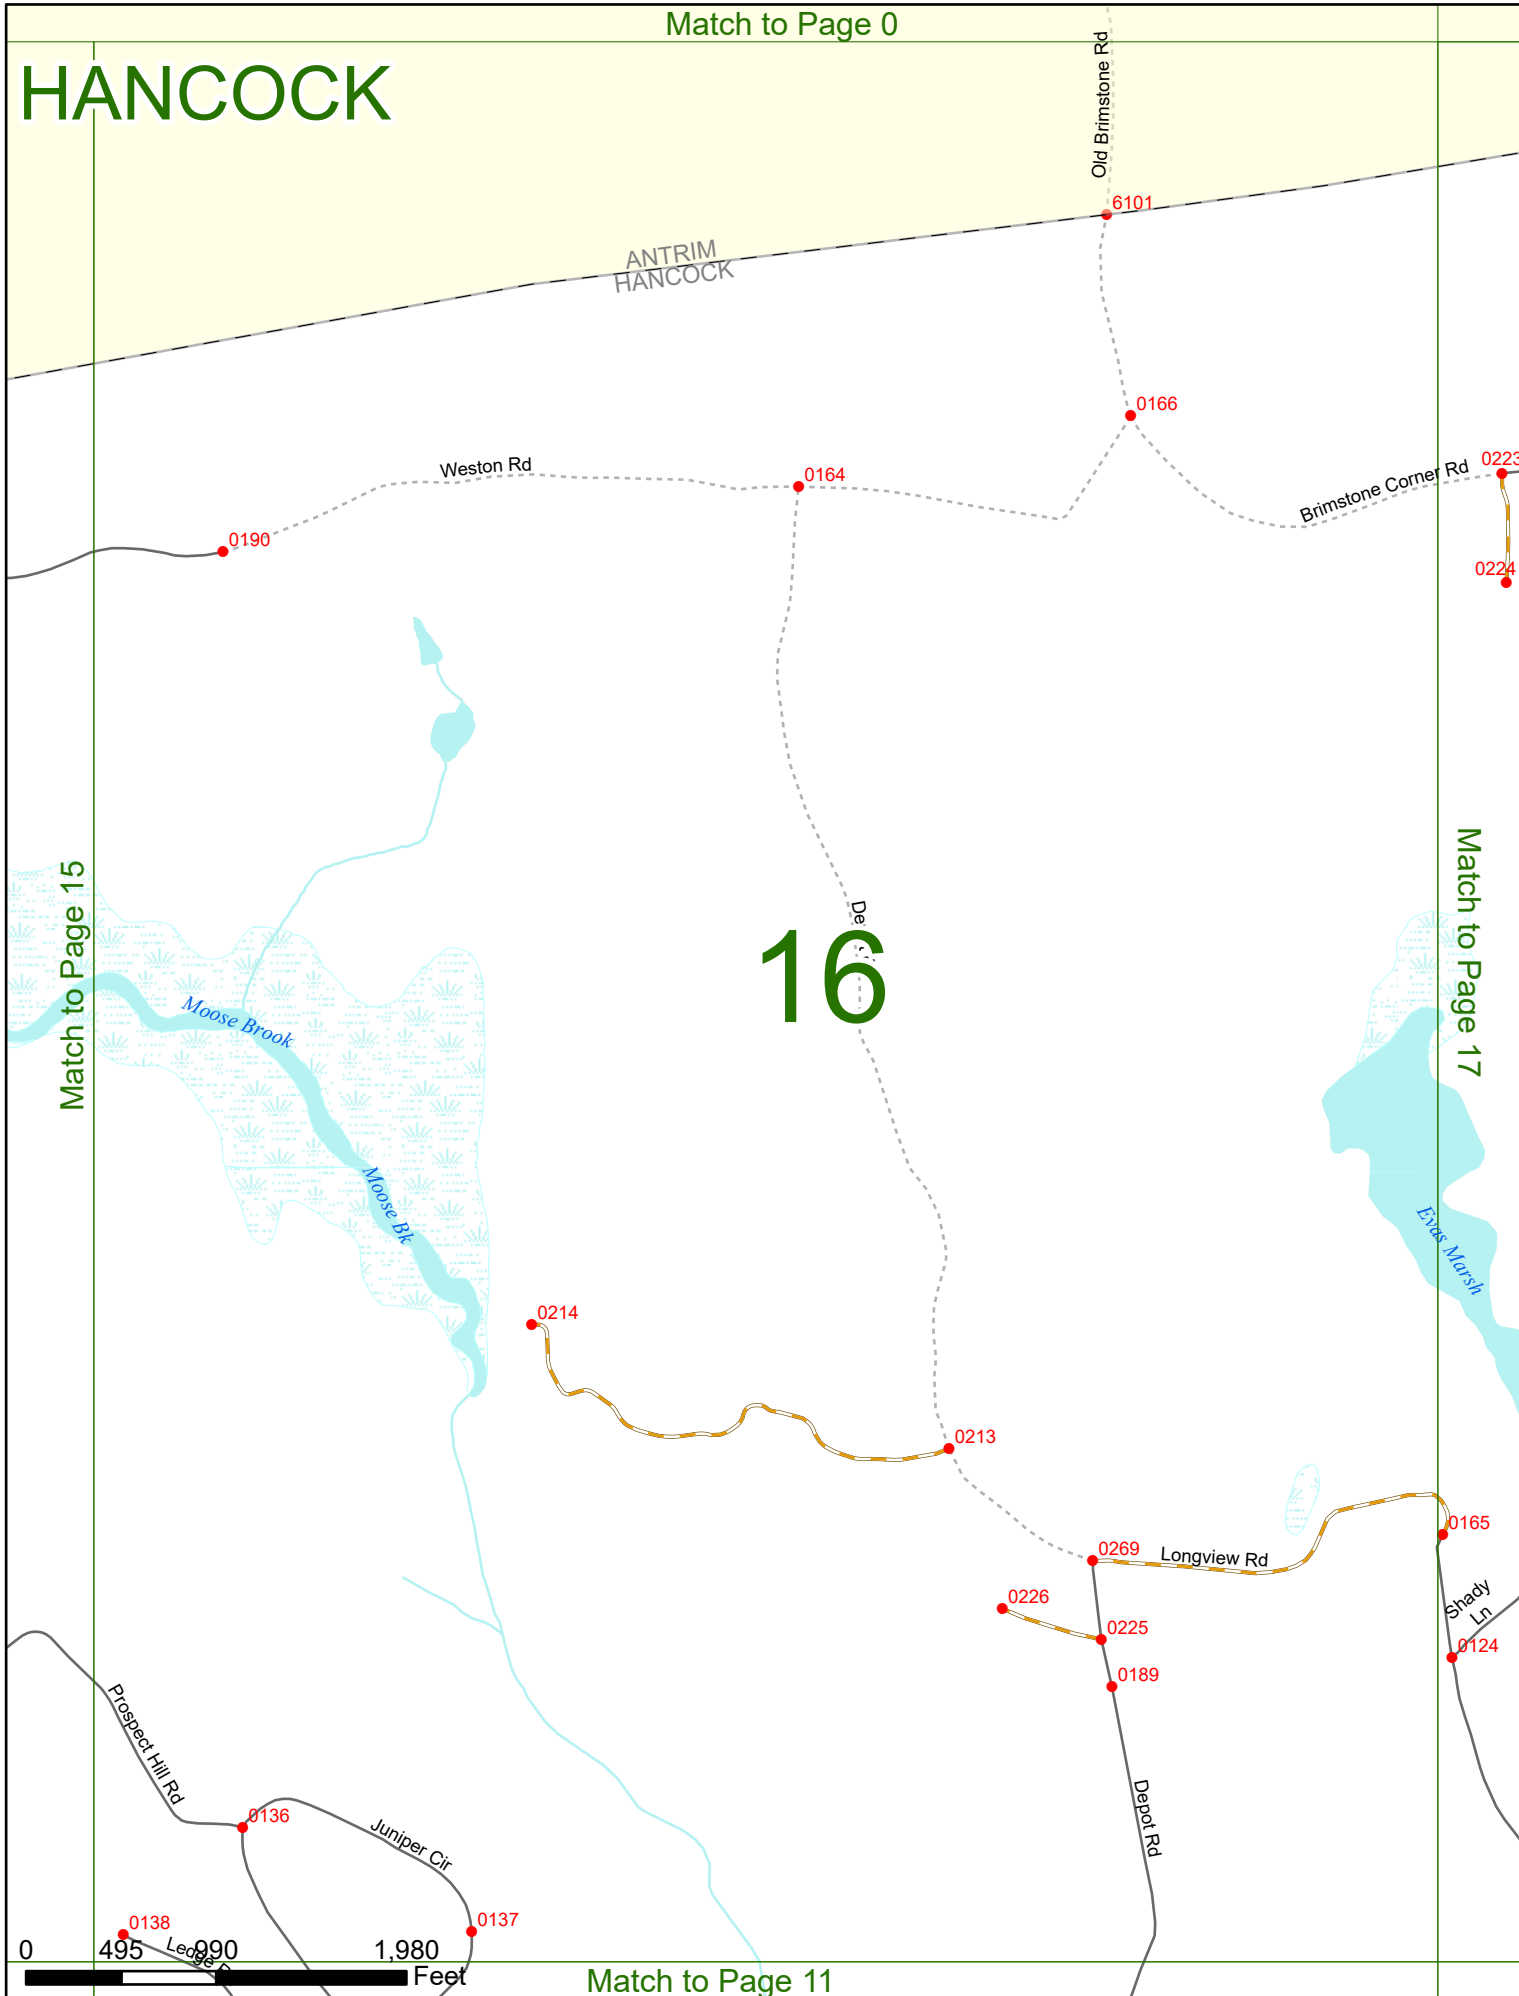 Match to Page 0
HANCOCK
Old Brimstone Rd
6101
ANTRIM
HANCOCK
0166
Weston Rd
0164
Brimstone Corner Rd
0223
0190
0224
Match to Page 15
Match to Page 17
16
Moose Brook
Moose Bk
Evas Marsh
0214
0213
0165
0269
Longview Rd
0226
Shady
Ln
0225
0124
0189
Prospect Hill Rd
Depot Rd
0136
Juniper Cir
0138
0137
Ledge
0 495 990 1,980
Feet
Match to Page 11